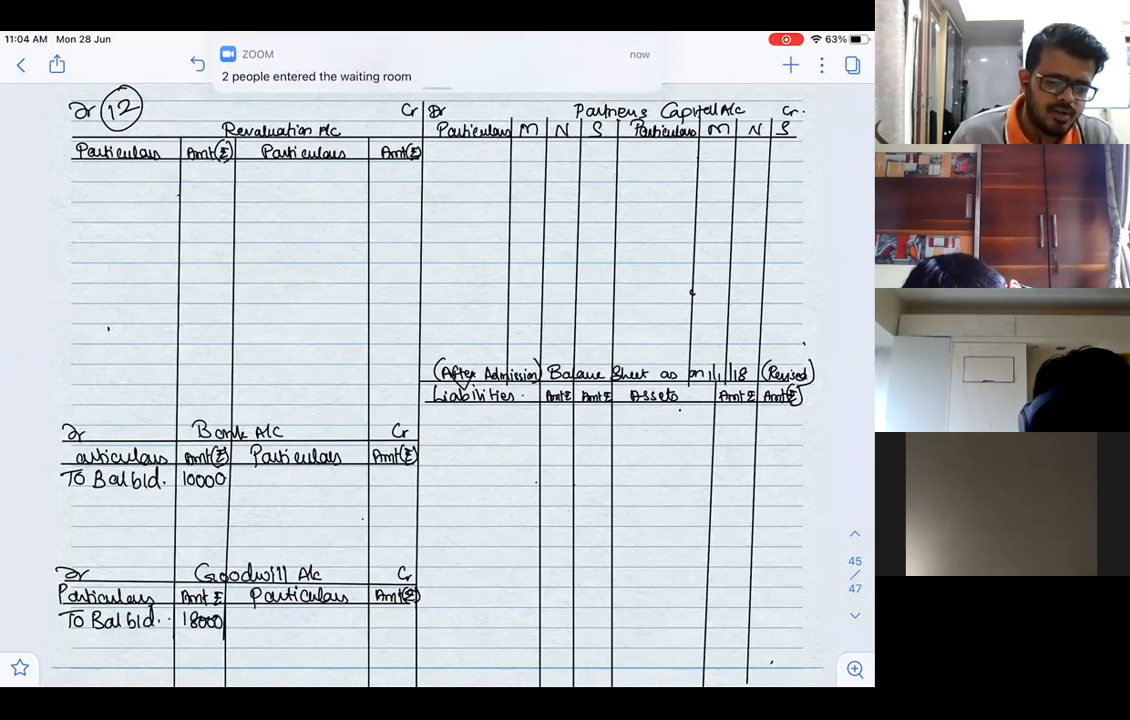 11:04 AM Mon 28 Jun
63%
ZOOM
now
2 people entered the waiting room
Dr 12 Cr
Revaluation A/c
Particulars Amt(₹) Particulars Amt(₹)
Dr Partners Capital A/c Cr.
Particulars M N S Particulars M N S
(After Admission) Balance Sheet as on 1/1/18 (Revised)
Liabilities. Amt₹ Amt₹ Assets Amt₹ Amt(₹)
Dr Bank A/c Cr
articulars Amt(₹) Particulars Amt(₹)
To Bal b/d. 10000
Dr Goodwill A/c Cr
Particulars Amt ₹ Particulars Amt(₹)
To Bal b/d.. 18000
45
/
47